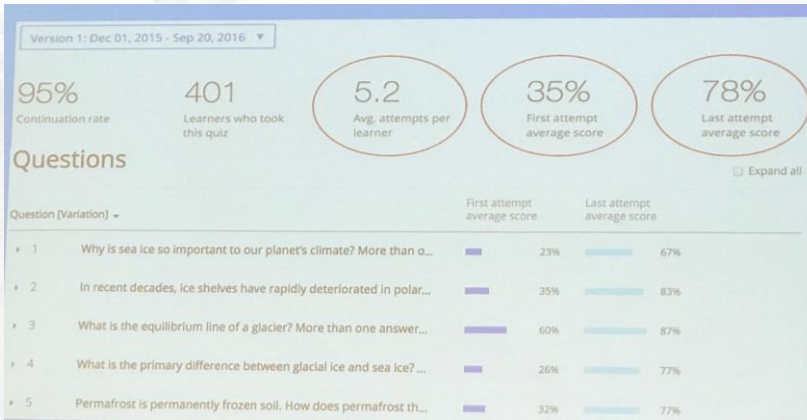 Version 1: Dec 01, 2015 - Sep 20, 2016 ▼
95%
Continuation rate
401
Learners who took
this quiz
5.2
Avg. attempts per
learner
35%
First attempt
average score
78%
Last attempt
average score
Questions
Expand all
Question [Variation]
First attempt
average score
Last attempt
average score
1 Why is sea ice so important to our planet's climate? More than o... 23% 67%
2 In recent decades, ice shelves have rapidly deteriorated in polar... 35% 83%
3 What is the equilibrium line of a glacier? More than one answer... 60% 87%
4 What is the primary difference between glacial ice and sea ice? ... 26% 77%
5 Permafrost is permanently frozen soil. How does permafrost th... 32% 77%